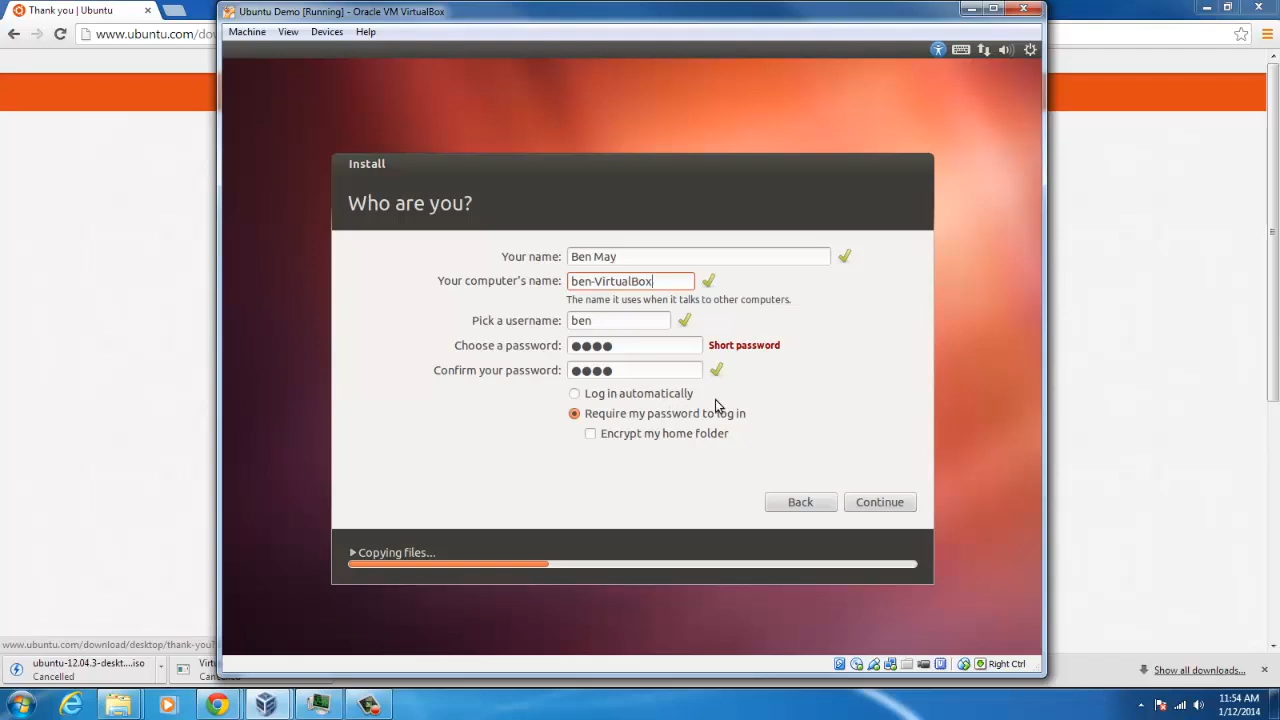 Thank you | Ubuntu
www.ubuntu.com/do
Ubuntu Demo [Running] - Oracle VM VirtualBox
Machine View Devices Help
Install
Who are you?
Your name: Ben May
Your computer's name: ben-VirtualBox
The name it uses when it talks to other computers.
Pick a username: ben
Choose a password: Short password
Confirm your password:
Log in automatically
Require my password to log in
Encrypt my home folder
Back Continue
Copying files...
www.ubuntu.com/download/desktop/thank-you?
Right Ctrl
ubuntu-12.04.3-deskt....iso
Cancelled
Virt
Cancelled
Show all downloads...
11:54 AM
1/12/2014